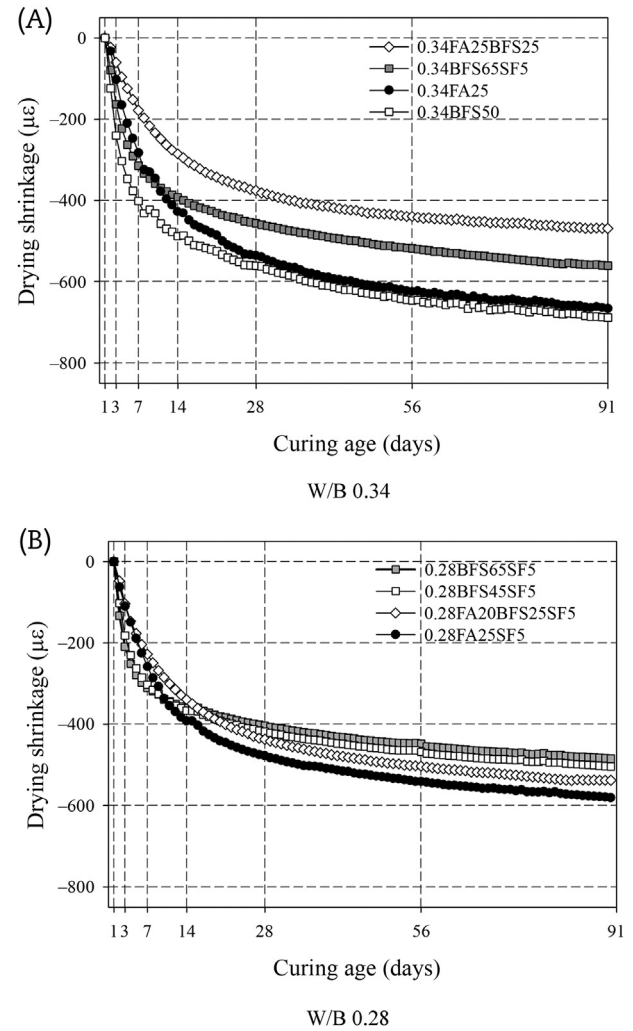 (A)
0
−200
−400
−600
−800
Drying shrinkage (µε)
0.34FA25BFS25
0.34BFS65SF5
0.34FA25
0.34BFS50
1 3 7 14 28 56 91
Curing age (days)
W/B 0.34
(B)
0
−200
−400
−600
−800
Drying shrinkage (µε)
0.28BFS65SF5
0.28BFS45SF5
0.28FA20BFS25SF5
0.28FA25SF5
1 3 7 14 28 56 91
Curing age (days)
W/B 0.28